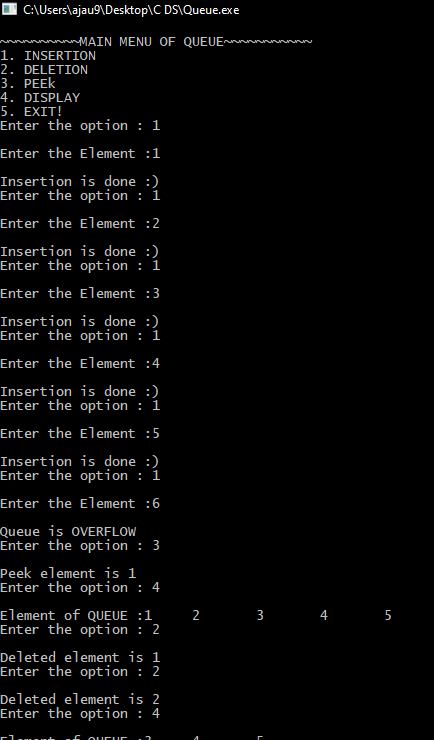 C:\Users\ajau9\Desktop\C DS\Queue.exe
~~~~~~~~~~MAIN MENU OF QUEUE~~~~~~~~~~~
1. INSERTION
2. DELETION
3. PEEk
4. DISPLAY
5. EXIT!
Enter the option : 1
Enter the Element :1
Insertion is done :)
Enter the option : 1
Enter the Element :2
Insertion is done :)
Enter the option : 1
Enter the Element :3
Insertion is done :)
Enter the option : 1
Enter the Element :4
Insertion is done :)
Enter the option : 1
Enter the Element :5
Insertion is done :)
Enter the option : 1
Enter the Element :6
Queue is OVERFLOW
Enter the option : 3
Peek element is 1
Enter the option : 4
Element of QUEUE :1 2 3 4 5
Enter the option : 2
Deleted element is 1
Enter the option : 2
Deleted element is 2
Enter the option : 4
Element of QUEUE :3 4 5